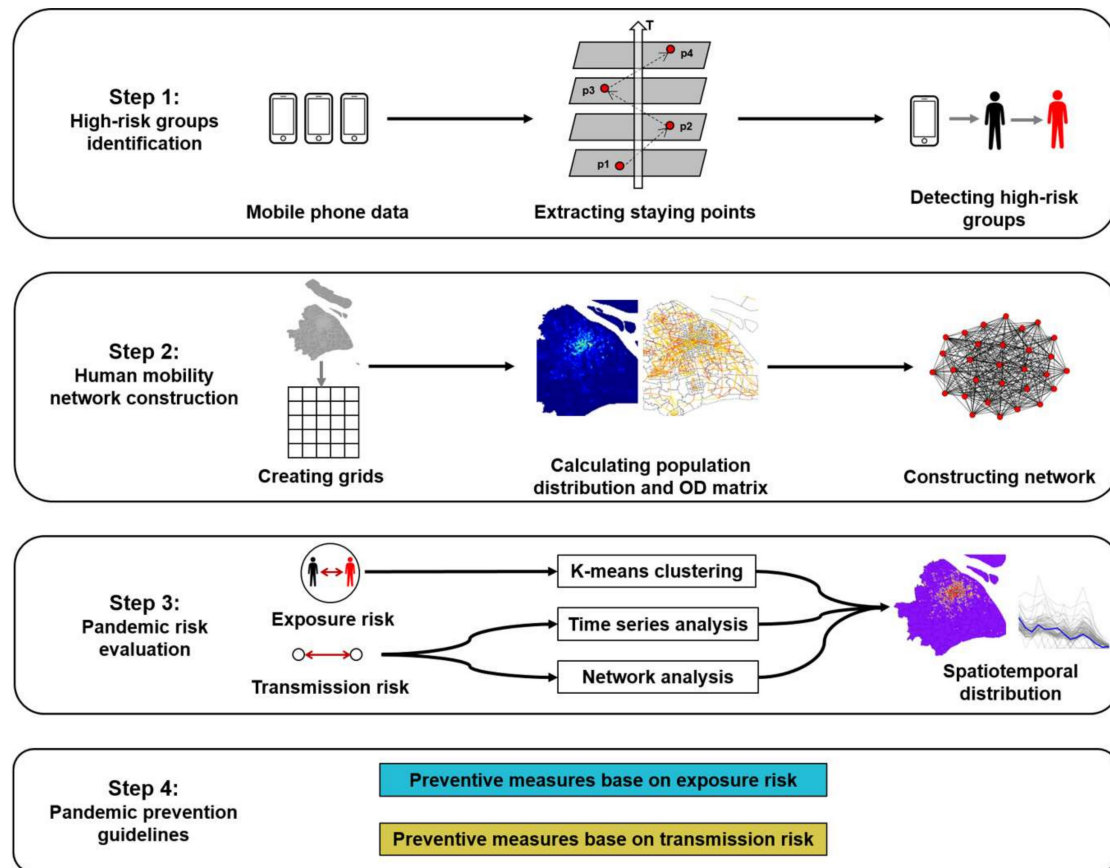 Step 1:
High-risk groups
identification
Mobile phone data
T
p4
p3
p2
p1
Extracting staying points
Detecting high-risk
groups
Step 2:
Human mobility
network construction
Creating grids
Calculating population
distribution and OD matrix
Constructing network
Step 3:
Pandemic risk
evaluation
Exposure risk
Transmission risk
K-means clustering
Time series analysis
Network analysis
Spatiotemporal
distribution
Step 4:
Pandemic prevention
guidelines
Preventive measures base on exposure risk
Preventive measures base on transmission risk